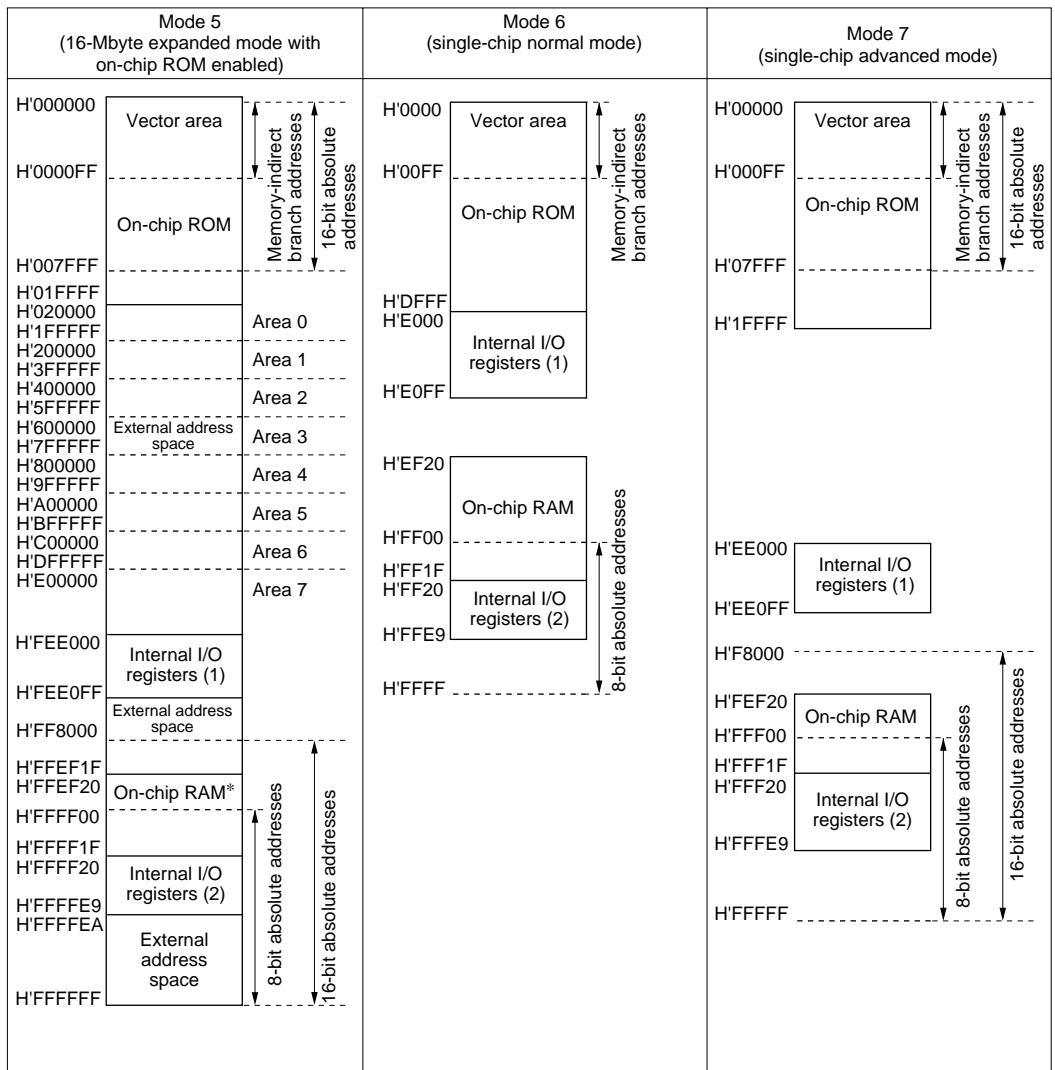 Mode 5
(16-Mbyte expanded mode with
on-chip ROM enabled)
H'000000
Vector area
H'0000FF
On-chip ROM
H'007FFF
H'01FFFF
H'020000
H'1FFFFF
H'200000
H'3FFFFF
H'400000
H'5FFFFF
H'600000
H'7FFFFF
H'800000
H'9FFFFF
H'A00000
H'BFFFFF
H'C00000
H'DFFFFF
H'E00000
External address
space
Area 0
Area 1
Area 2
Area 3
Area 4
Area 5
Area 6
Area 7
H'FEE000
Internal I/O
registers (1)
H'FEE0FF
External address
space
H'FF8000
H'FFEF1F
H'FFEF20
On-chip RAM*
H'FFFF00
H'FFFF1F
H'FFFF20
Internal I/O
registers (2)
H'FFFFE9
H'FFFFEA
External
address
space
H'FFFFFF
Memory-indirect
branch addresses
16-bit absolute
addresses
8-bit absolute addresses
16-bit absolute addresses
Mode 6
(single-chip normal mode)
H'0000
Vector area
H'00FF
On-chip ROM
H'DFFF
H'E000
Internal I/O
registers (1)
H'E0FF
H'EF20
On-chip RAM
H'FF00
H'FF1F
H'FF20
Internal I/O
registers (2)
H'FFE9
H'FFFF
Memory-indirect
branch addresses
8-bit absolute addresses
Mode 7
(single-chip advanced mode)
H'00000
Vector area
H'000FF
On-chip ROM
H'07FFF
H'1FFFF
Memory-indirect
branch addresses
16-bit absolute
addresses
H'EE000
Internal I/O
registers (1)
H'EE0FF
H'F8000
H'FEF20
On-chip RAM
H'FFF00
H'FFF1F
H'FFF20
Internal I/O
registers (2)
H'FFFE9
H'FFFFF
8-bit absolute addresses
16-bit absolute addresses